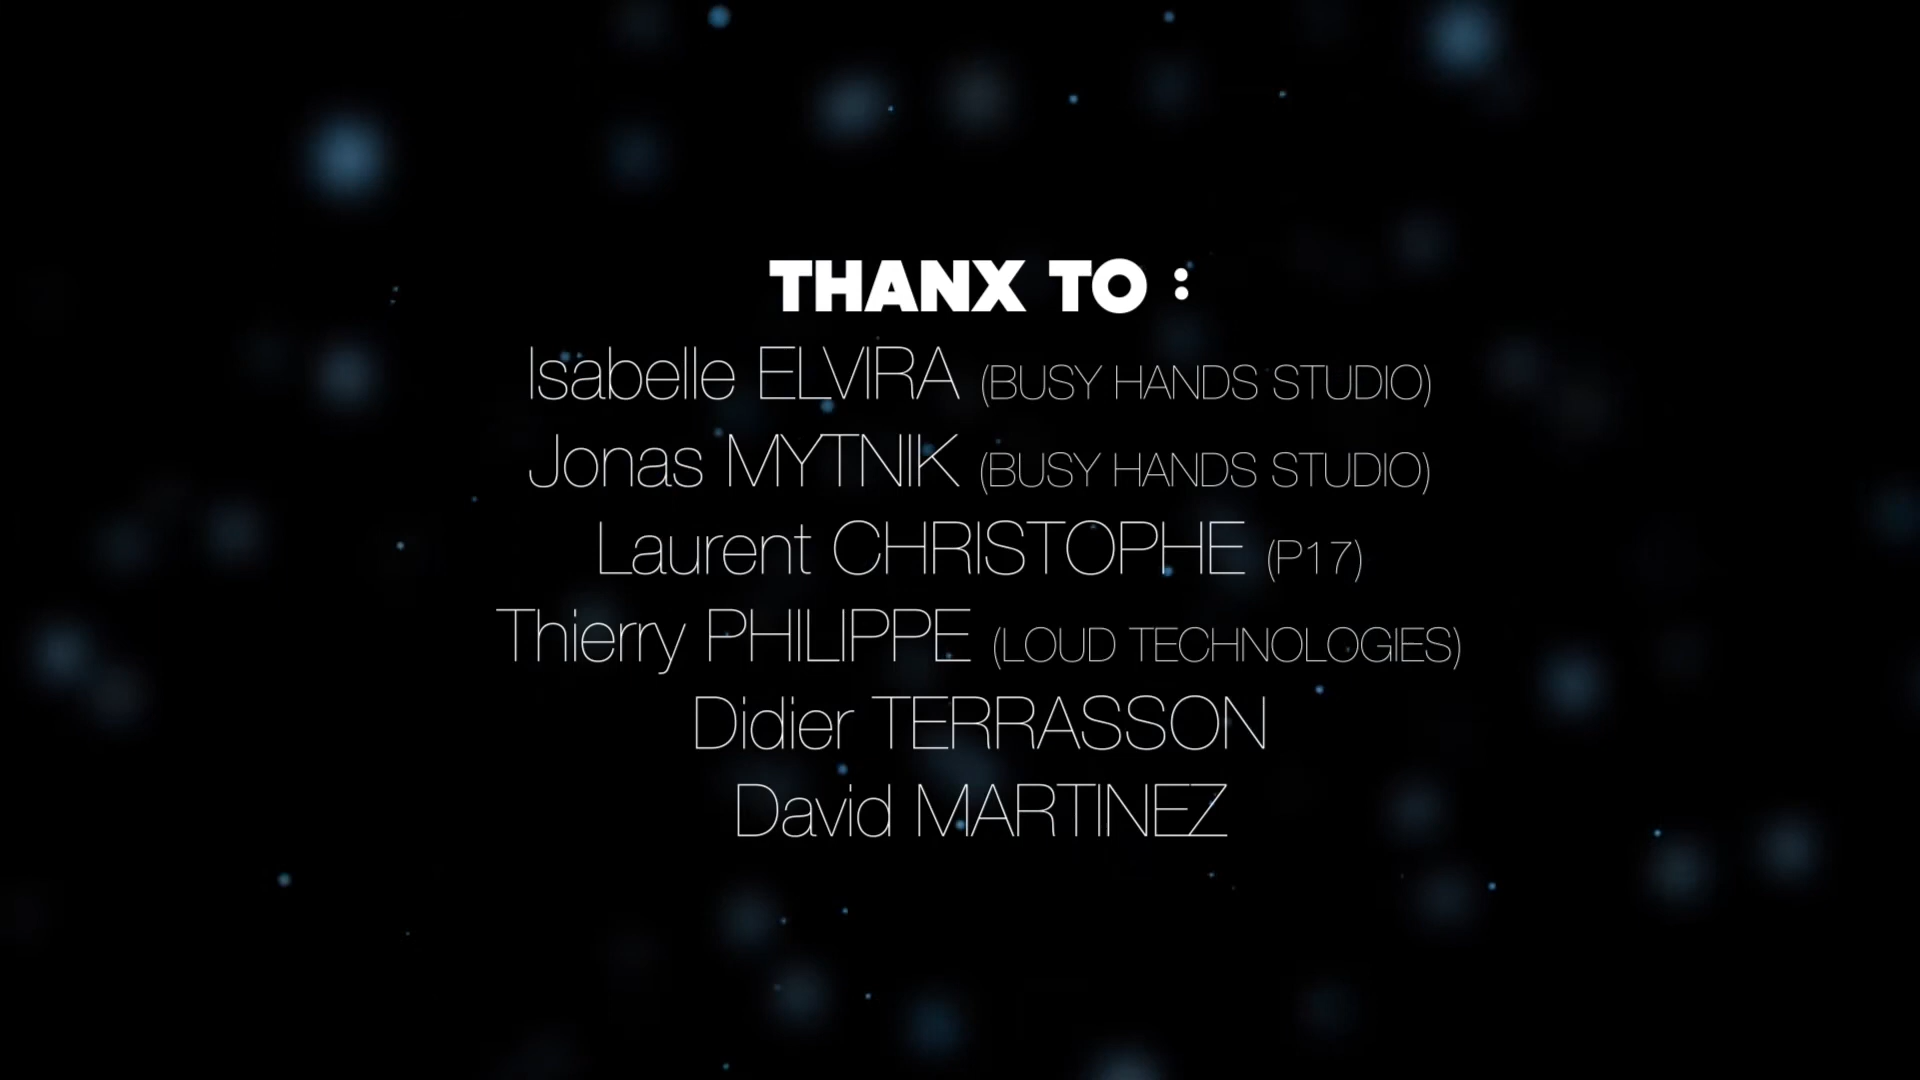 THANX TO :
Isabelle ELVIRA (BUSY HANDS STUDIO)
Jonas MYTNIK (BUSY HANDS STUDIO)
Laurent CHRISTOPHE (P17)
Thierry PHILIPPE (LOUD TECHNOLOGIES)
Didier TERRASSON
David MARTINEZ